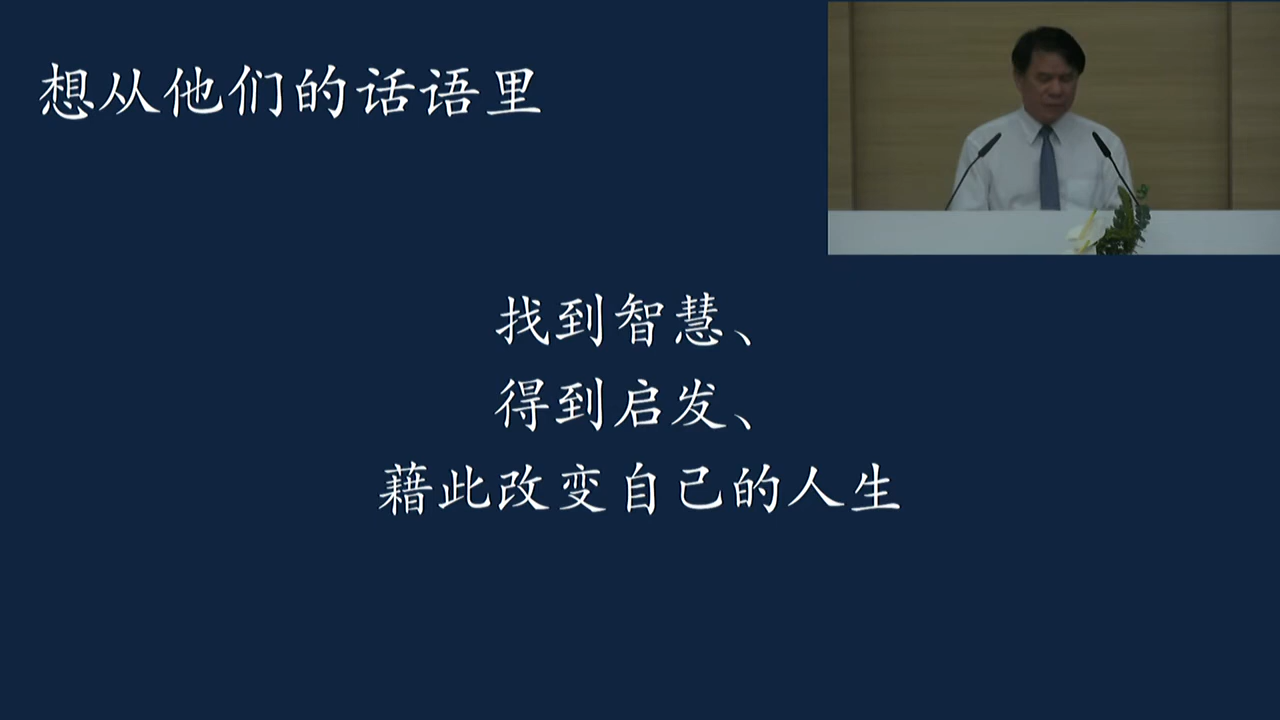 想从他们的话语里
找到智慧、
得到启发、
藉此改变自己的人生